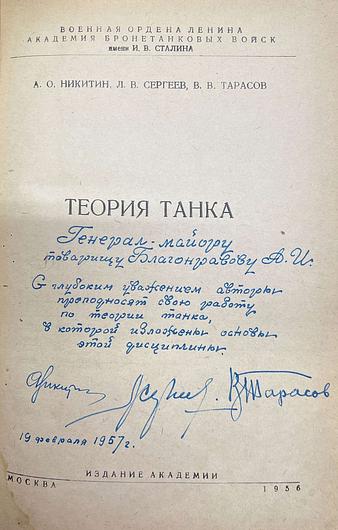 ВОЕННАЯ ОРДЕНА ЛЕНИНА
АКАДЕМИЯ БРОНЕТАНКОВЫХ ВОЙСК
имени И. В. СТАЛИНА
А. О. НИКИТИН, Л. В. СЕРГЕЕВ, В. В. ТАРАСОВ
ТЕОРИЯ ТАНКА
Генерал-майору
товарищу Благонравову А. И.
С глубоким уважением авторы
преподносят свою работу
по теории танка,
в которой изложены основы
этой дисциплины.
Никитин ВТарасов
19 февраля 1957 г.
ИЗДАНИЕ АКАДЕМИИ
МОСКВА 1956